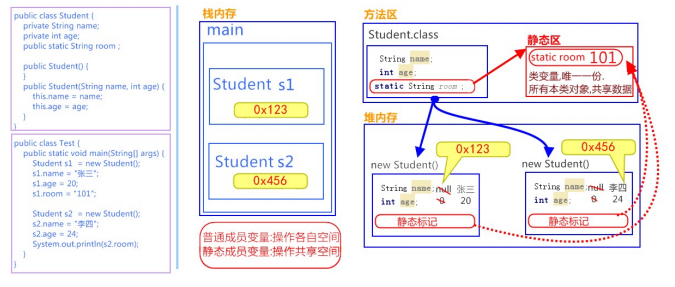 public class Student {
private String name;
private int age;
public static String room ;
public Student() {
}
public Student(String name, int age) {
this.name = name;
this.age = age;
}
}
public class Test {
public static void main(String[] args) {
Student s1  = new Student();
s1.name = "张三";
s1.age = 20;
s1.room = "101";
Student s2  = new Student();
s2.name = "李四";
s2.age = 24;
System.out.println(s2.room);
}
}
栈内存
main
Student s1
0x123
Student s2
0x456
普通成员变量:操作各自空间
静态成员变量:操作共享空间
方法区
Student.class
String name;
int age;
static String room ;
静态区
static room 101
类变量,唯一一份.
所有本类对象,共享数据
堆内存
0x123
new Student()
String name;null 张三
int age; 0 20
静态标记
0x456
new Student()
String name;null 李四
int age; 0 24
静态标记